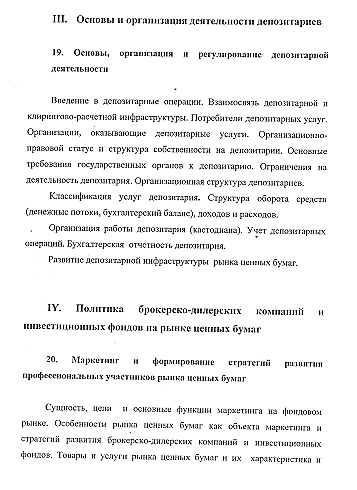 III. Основы и организация деятельности депозитариев
19. Основы, организация и регулирование депозитарной
деятельности
Введение в депозитарные операции. Взаимосвязь депозитарной и
клирингово-расчетной инфраструктуры. Потребители депозитарных услуг.
Организации, оказывающие депозитарные услуги. Организационно-
правовой статус и структура собственности на депозитарии. Основные
требования государственных органов к депозитарию. Ограничения на
деятельность депозитария. Организационная структура депозитариев.
Классификация услуг депозитария. Структура оборота средств
(денежные потоки, бухгалтерский баланс), доходов и расходов.
Организация работы депозитария (кастодиана). Учет депозитарных
операций. Бухгалтерская отчетность депозитария.
Развитие депозитарной инфраструктуры рынка ценных бумаг.
IY. Политика брокерско-дилерских компаний и
инвестиционных фондов на рынке ценных бумаг
20. Маркетинг и формирование стратегий развития
профессиональных участников рынка ценных бумаг
Сущность, цели и основные функции маркетинга на фондовом
рынке. Особенности рынка ценных бумаг как объекта маркетинга и
стратегий развития брокерско-дилерских компаний и инвестиционных
фондов. Товары и услуги рынка ценных бумаг и их характеристика и